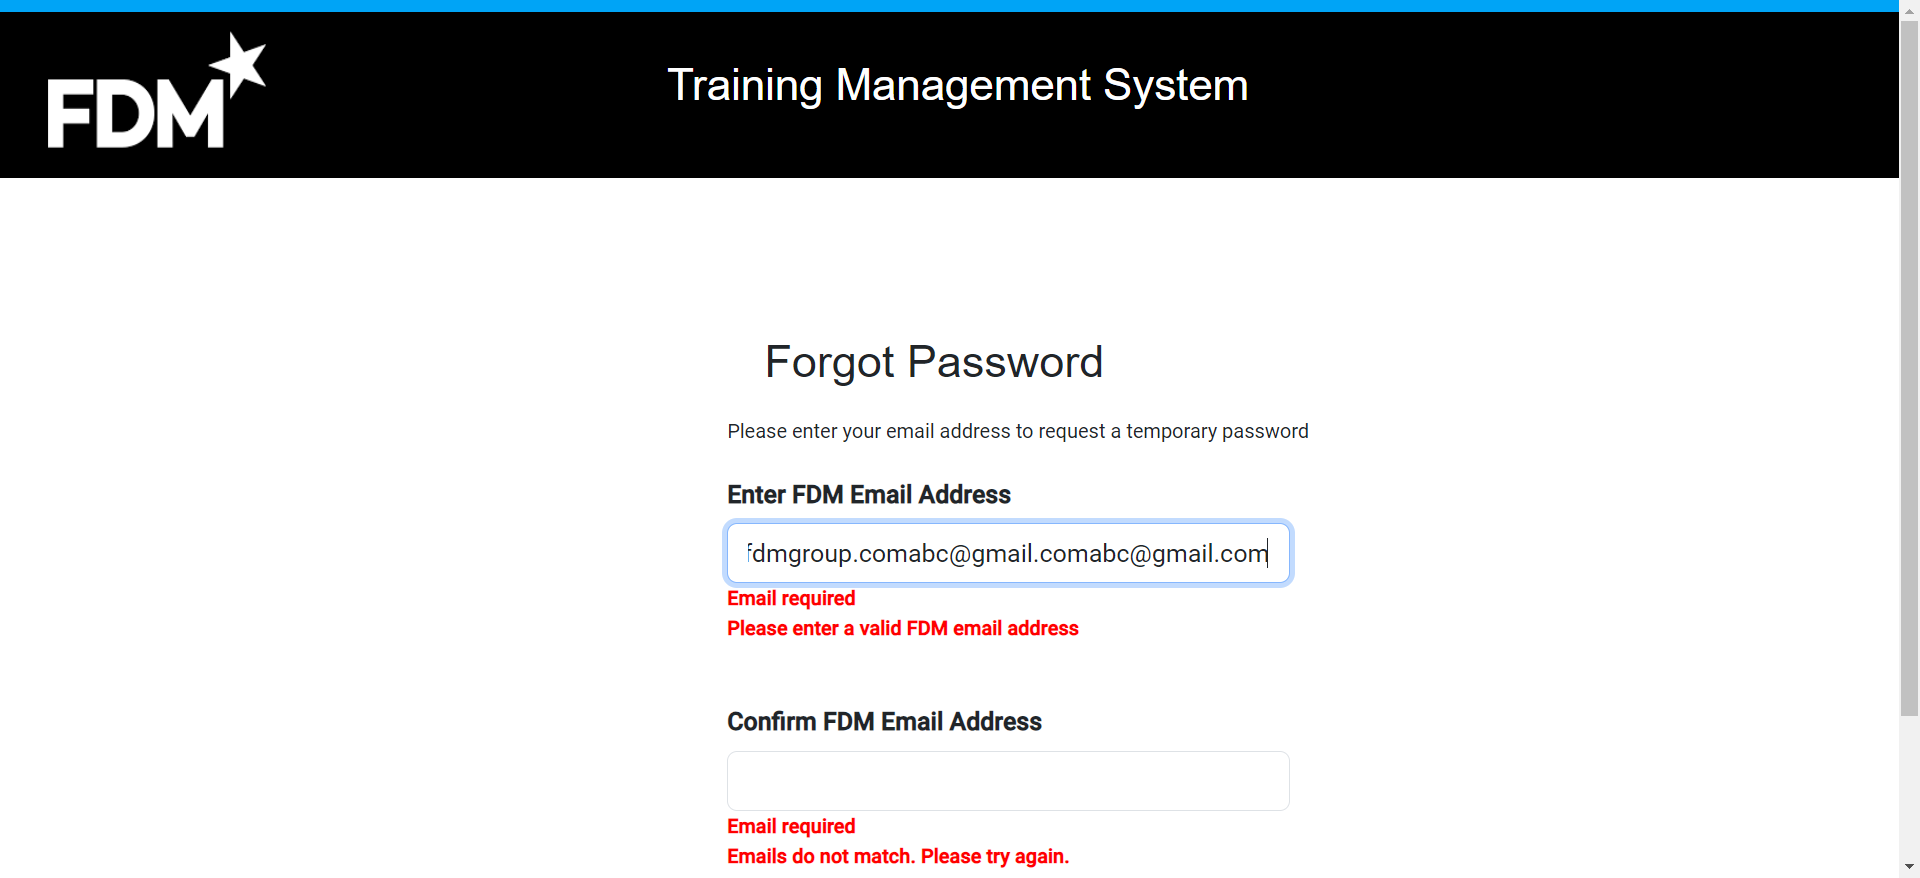 FDM
Training Management System
Forgot Password
Please enter your email address to request a temporary password
Enter FDM Email Address
fdmgroup.comabc@gmail.comabc@gmail.com
Email required
Please enter a valid FDM email address
Confirm FDM Email Address
Email required
Emails do not match. Please try again.